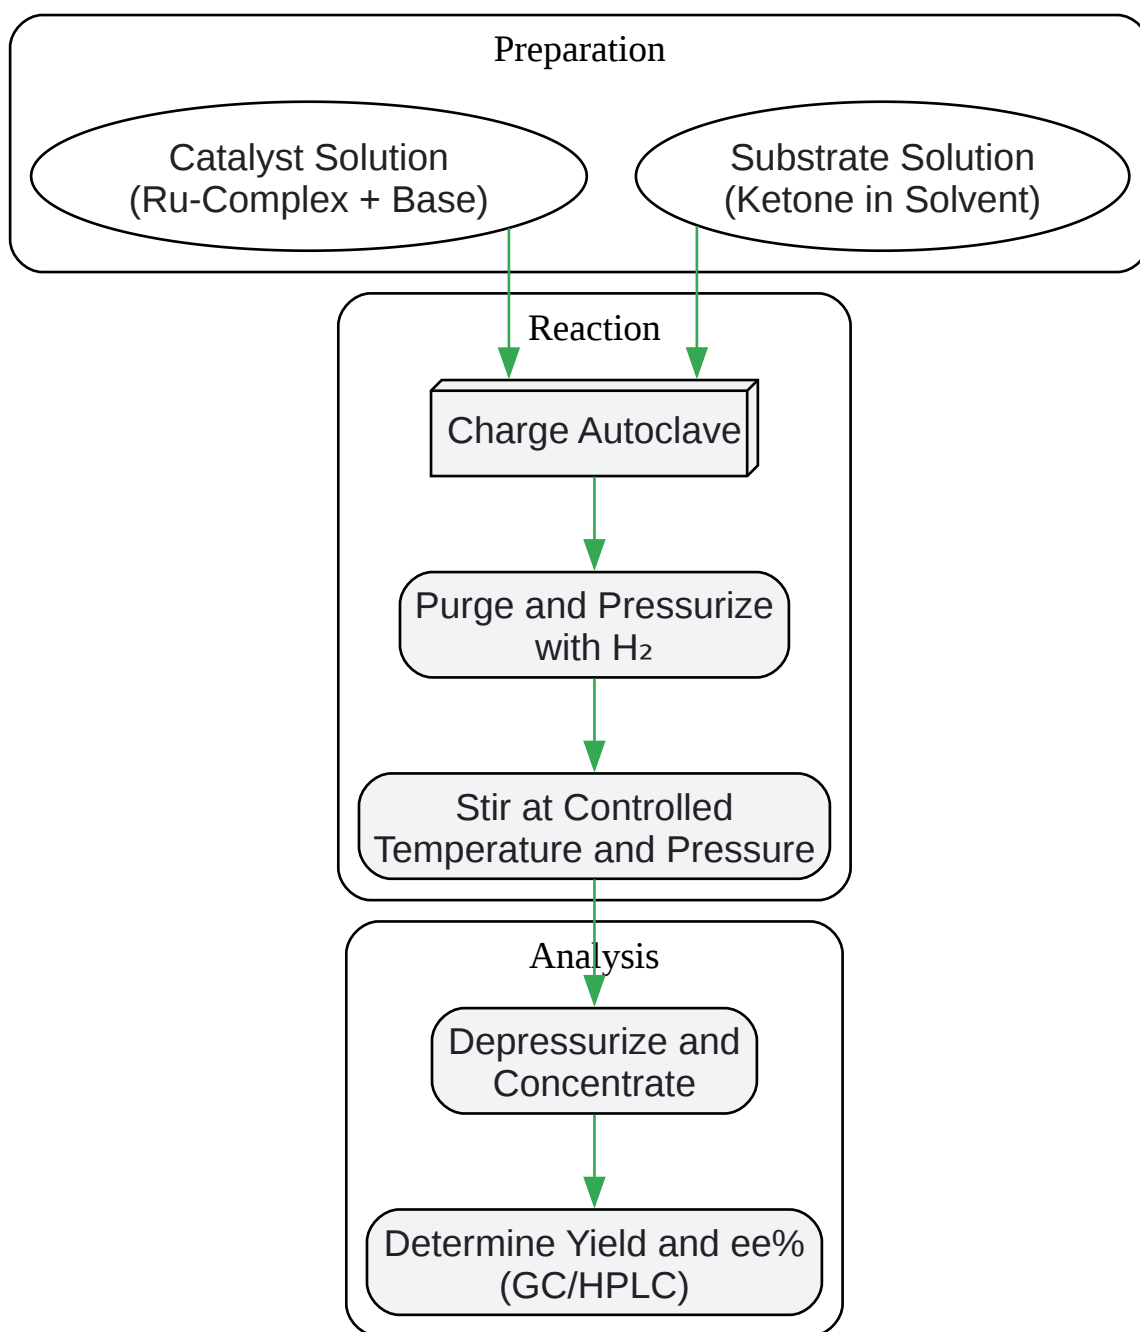 Preparation
Catalyst Solution
(Ru-Complex + Base)
Substrate Solution
(Ketone in Solvent)
Reaction
Charge Autoclave
Purge and Pressurize
with H₂
Stir at Controlled
Temperature and Pressure
Analysis
Depressurize and
Concentrate
Determine Yield and ee%
(GC/HPLC)